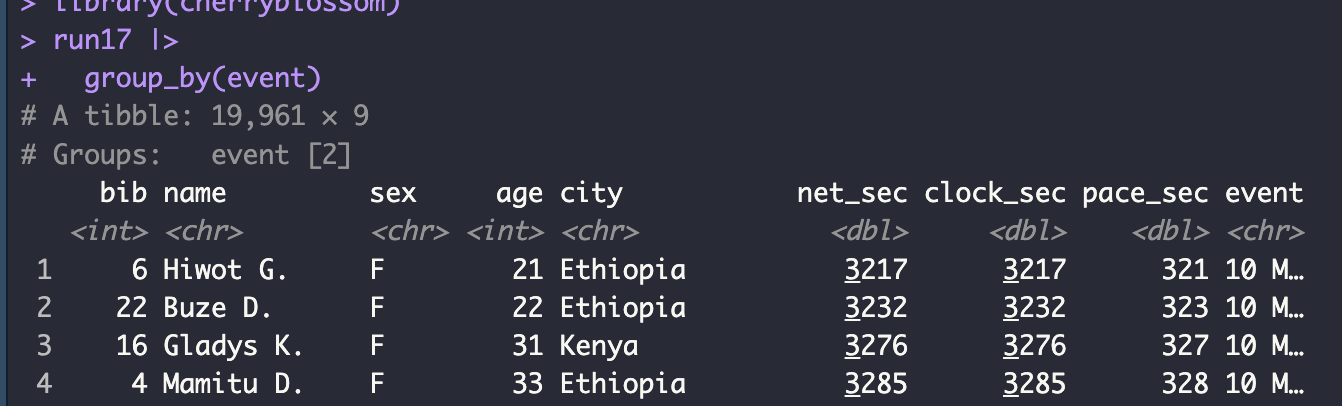 > library(cherryblossom)
> run17 |>
+   group_by(event)
# A tibble: 19,961 × 9
# Groups:   event [2]
     bib name         sex     age city           net_sec clock_sec pace_sec event
   <int> <chr>        <chr> <int> <chr>            <dbl>     <dbl>    <dbl> <chr>
 1     6 Hiwot G.     F        21 Ethiopia          3217      3217      321 10 M…
 2    22 Buze D.      F        22 Ethiopia          3232      3232      323 10 M…
 3    16 Gladys K.    F        31 Kenya             3276      3276      327 10 M…
 4     4 Mamitu D.    F        33 Ethiopia          3285      3285      328 10 M…